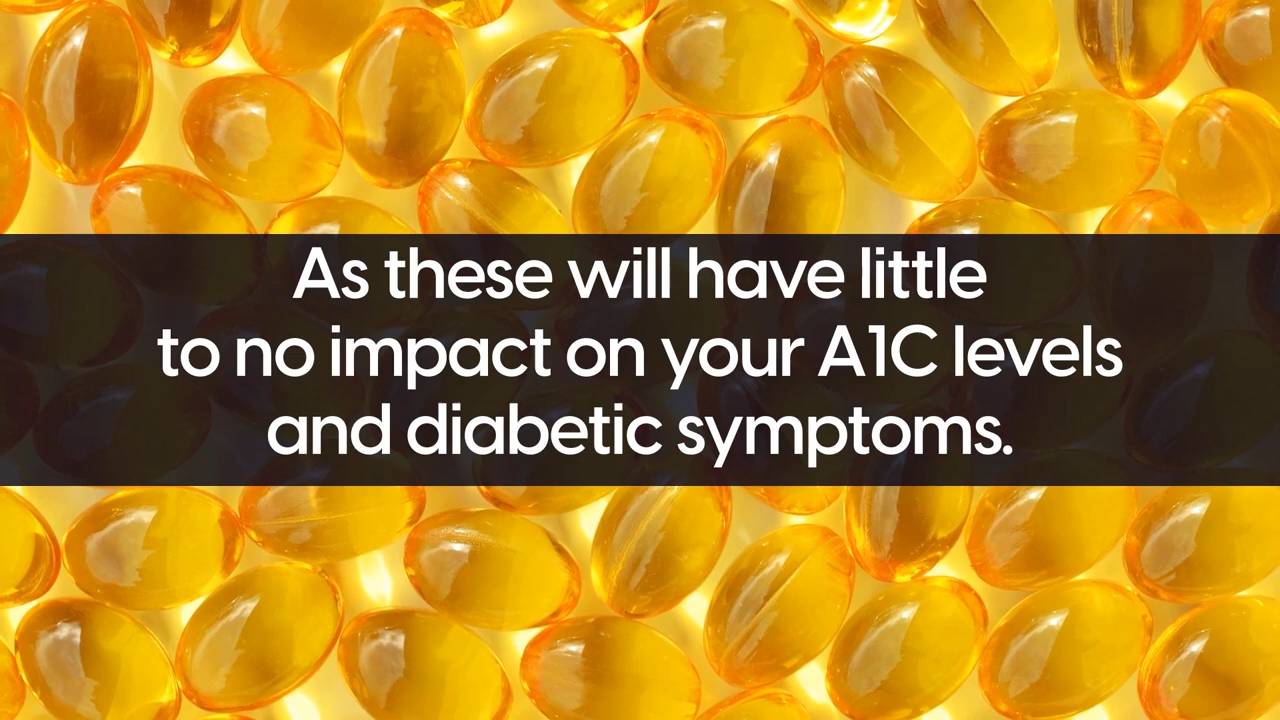 As these will have little
to no impact on your A1C levels
and diabetic symptoms.